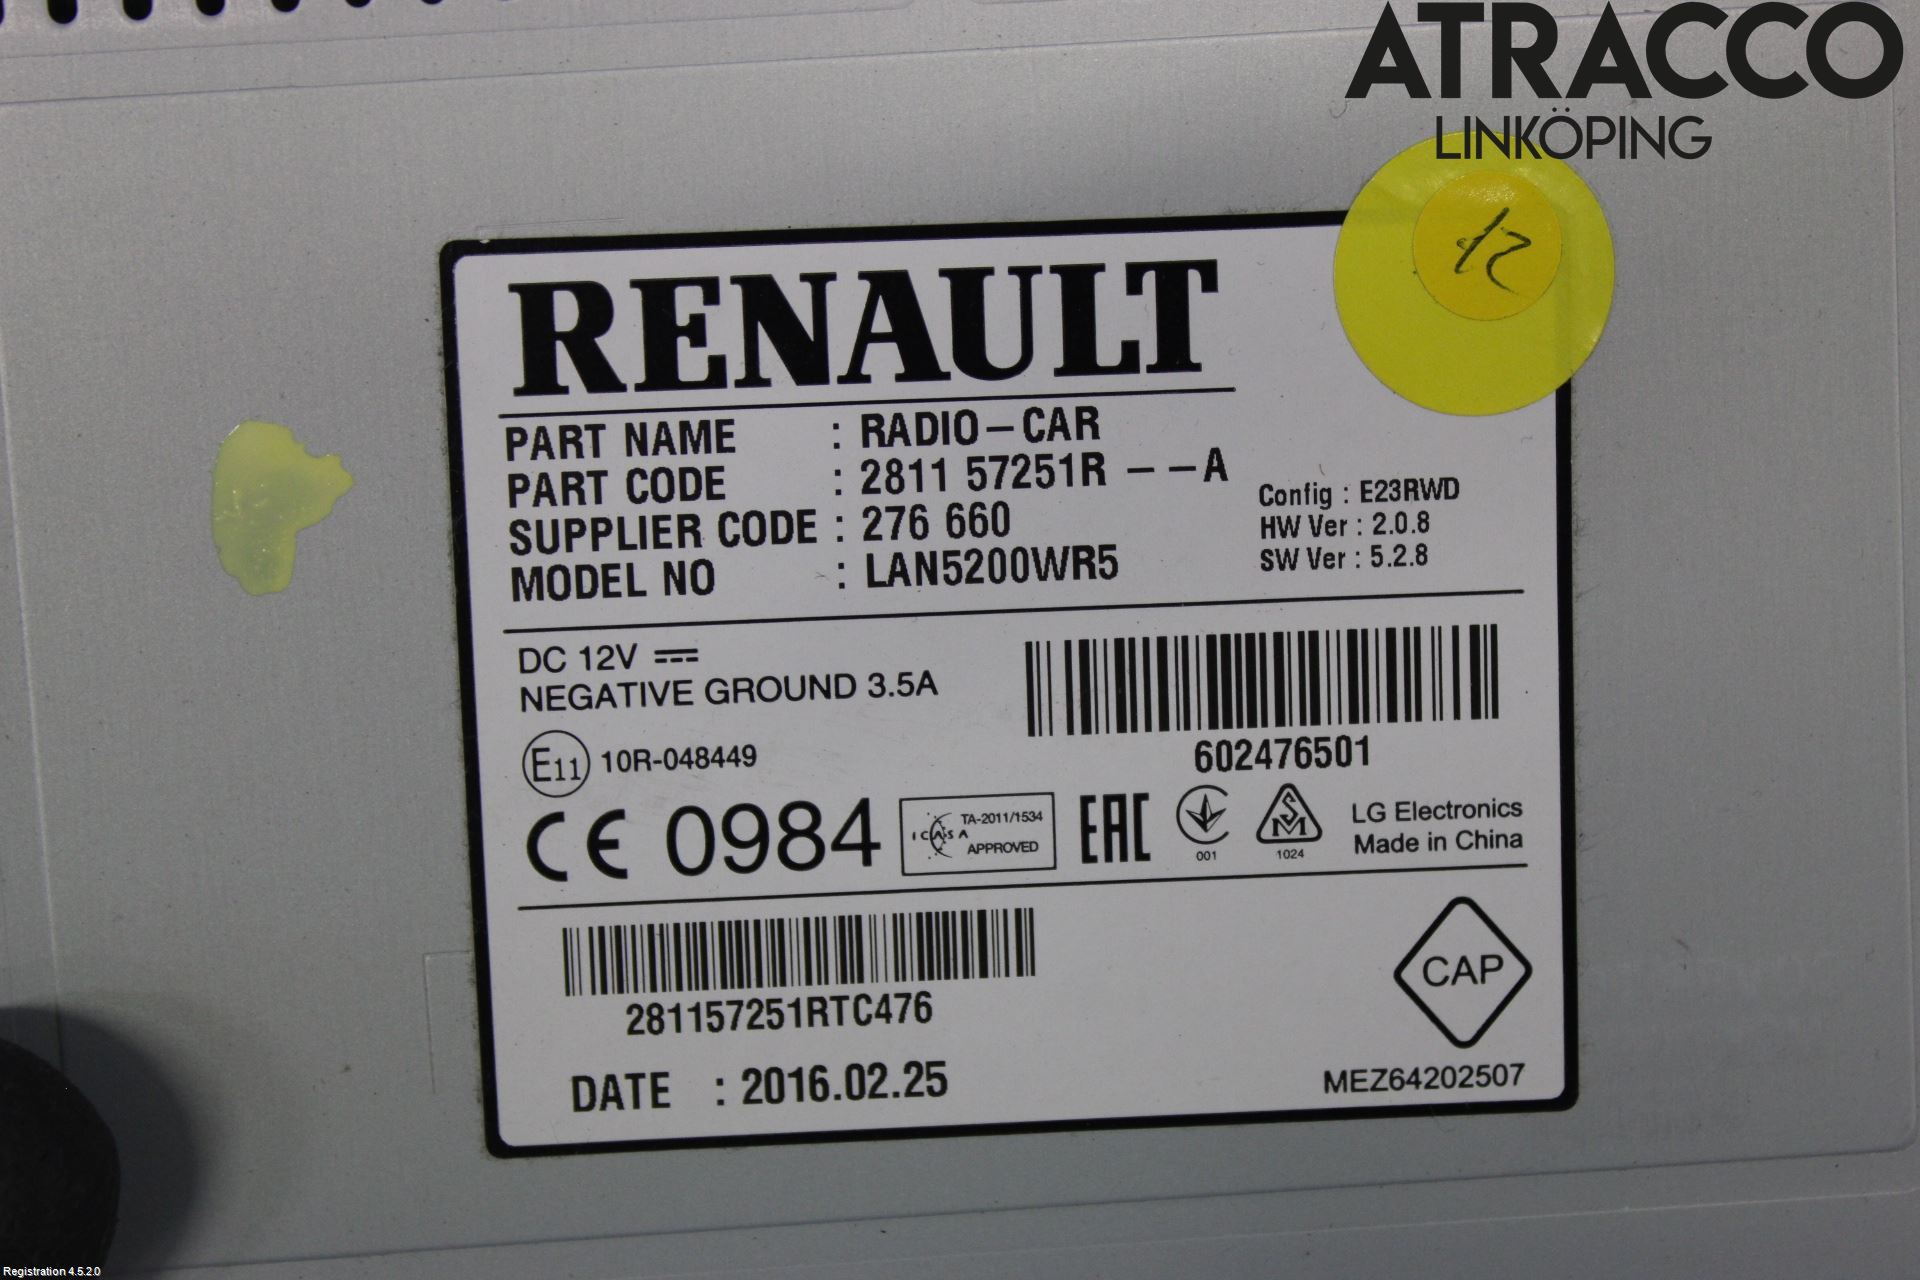 ATRACCO
LINKÖPING
RENAULT
PART NAME : RADIO-CAR
PART CODE : 2811 57251R --A
SUPPLIER CODE : 276 660
MODEL NO : LAN5200WR5
Config : E23RWD
HW Ver : 2.0.8
SW Ver : 5.2.8
DC 12V
NEGATIVE GROUND 3.5A
602476501
E11 10R-048449
CE 0984
ICASA TA-2011/1534
APPROVED
EAC
001
SM
1024
LG Electronics
Made in China
281157251RTC476
CAP
DATE : 2016.02.25
MEZ64202507
Registration 4.5.2.0